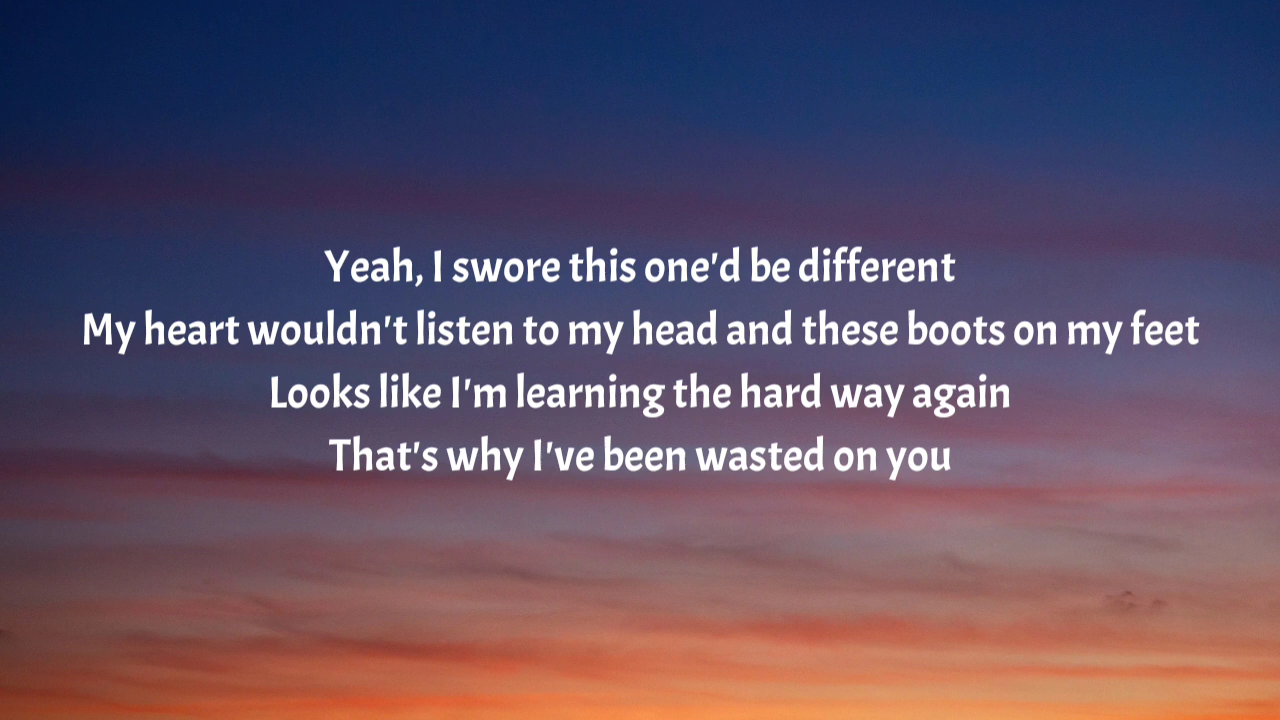 Yeah, I swore this one'd be different
My heart wouldn't listen to my head and these boots on my feet
Looks like I'm learning the hard way again
That's why I've been wasted on you